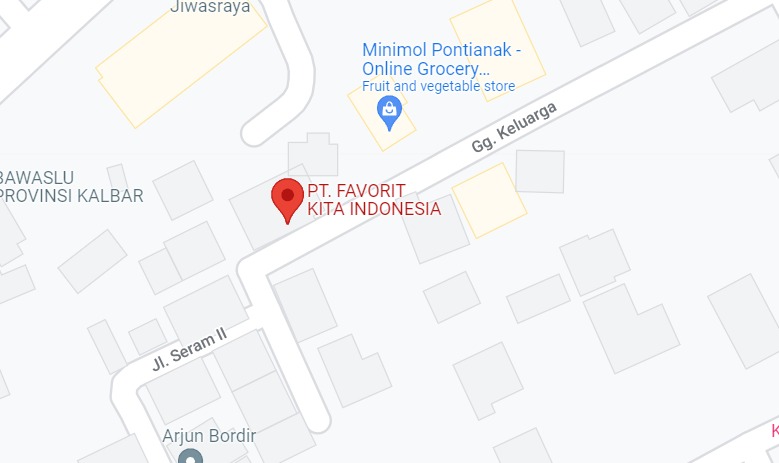 Jiwasraya
Minimol Pontianak -
Online Grocery...
Fruit and vegetable store
Gg. Keluarga
BAWASLU
PROVINSI KALBAR
PT. FAVORIT
KITA INDONESIA
Jl. Seram II
Arjun Bordir
K